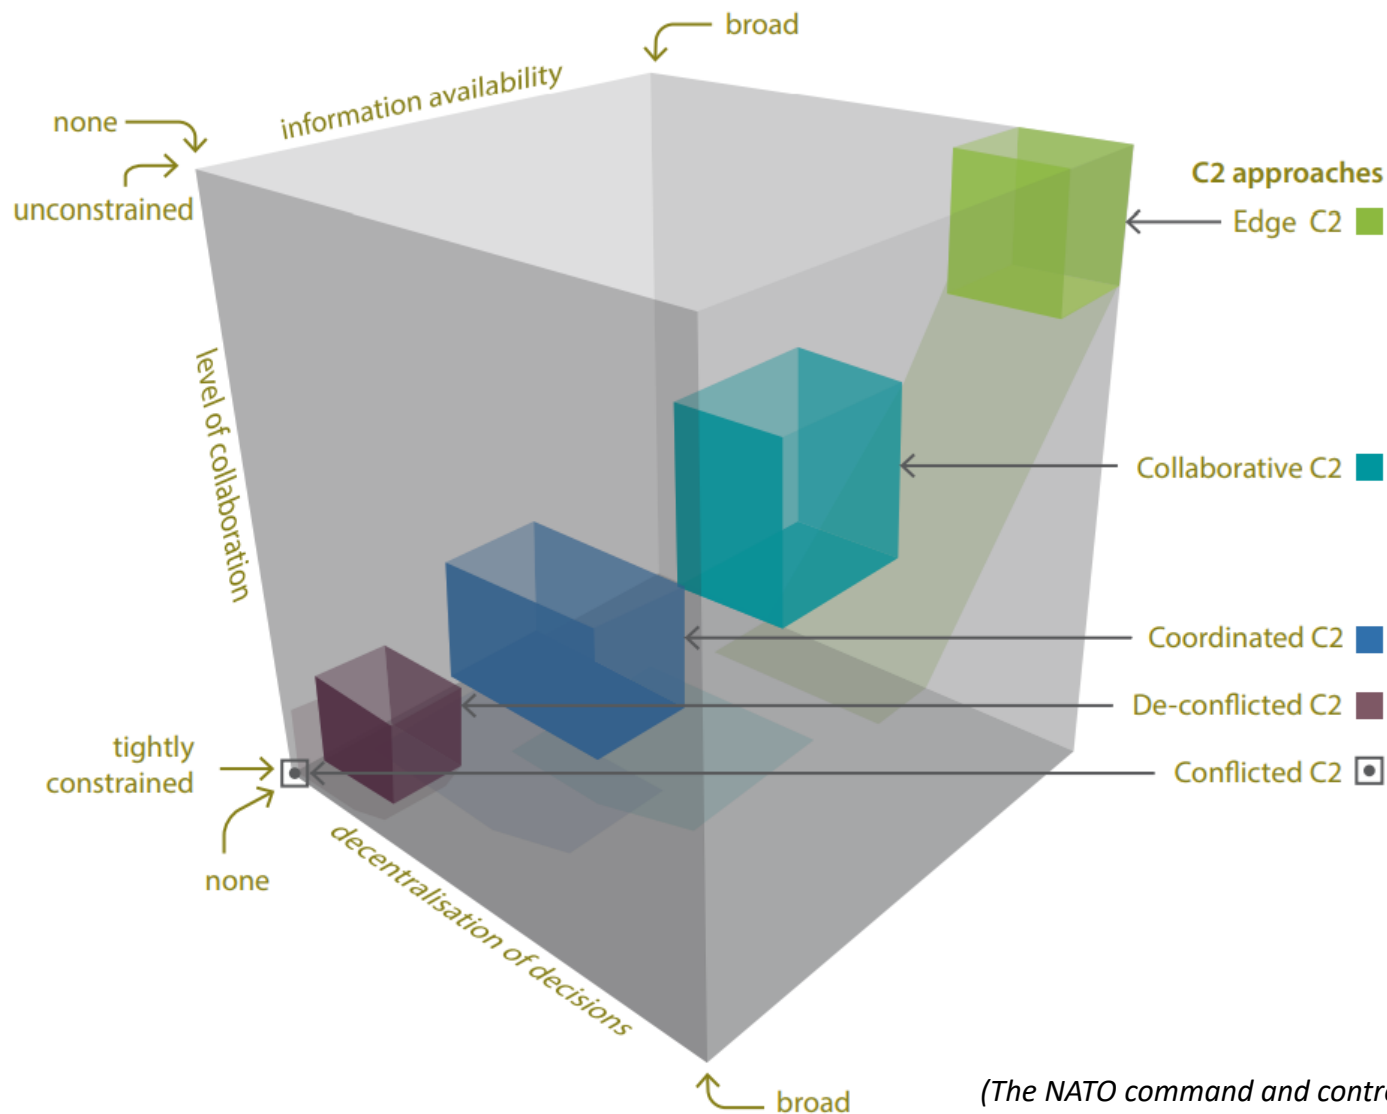 broad
information availability
none
unconstrained
C2 approaches
Edge C2
level of collaboration
Collaborative C2
Coordinated C2
De-conflicted C2
tightly
constrained
Conflicted C2
none
decentralisation of decisions
broad
(The NATO command and contr